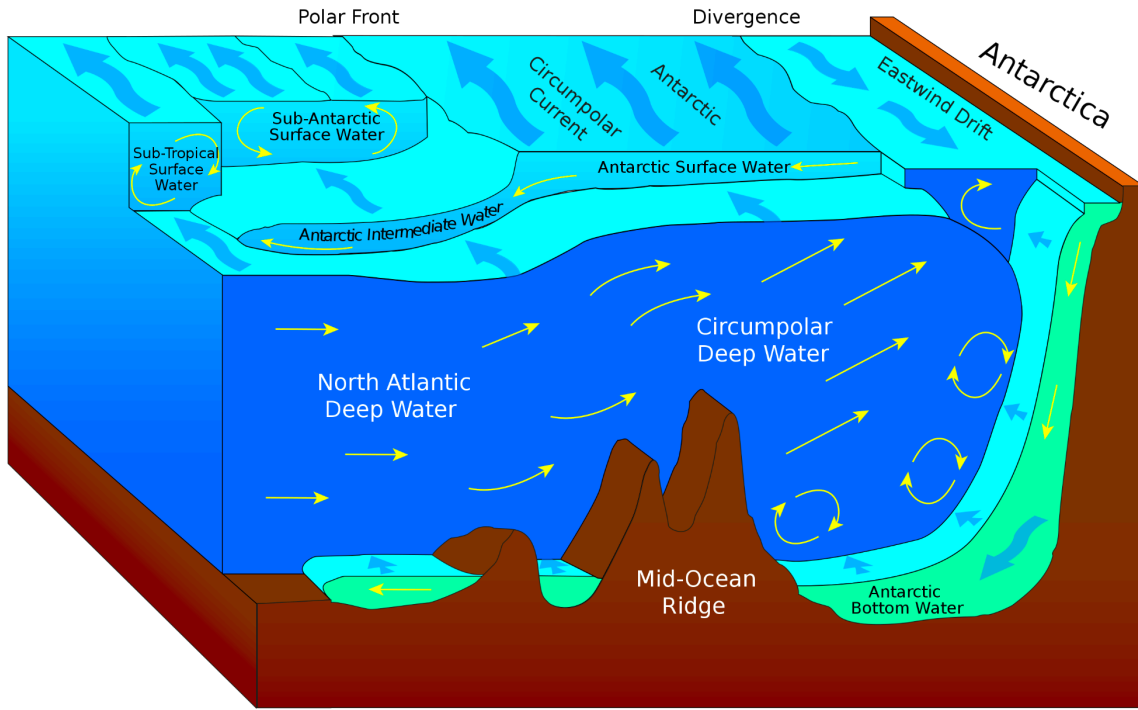 Polar Front
Divergence
Antarctica
Eastwind Drift
Antarctic
Circumpolar
Current
Sub-Antarctic
Surface Water
Sub-Tropical
Surface
Water
Antarctic Surface Water
Antarctic Intermediate Water
Circumpolar
Deep Water
North Atlantic
Deep Water
Mid-Ocean
Ridge
Antarctic
Bottom Water